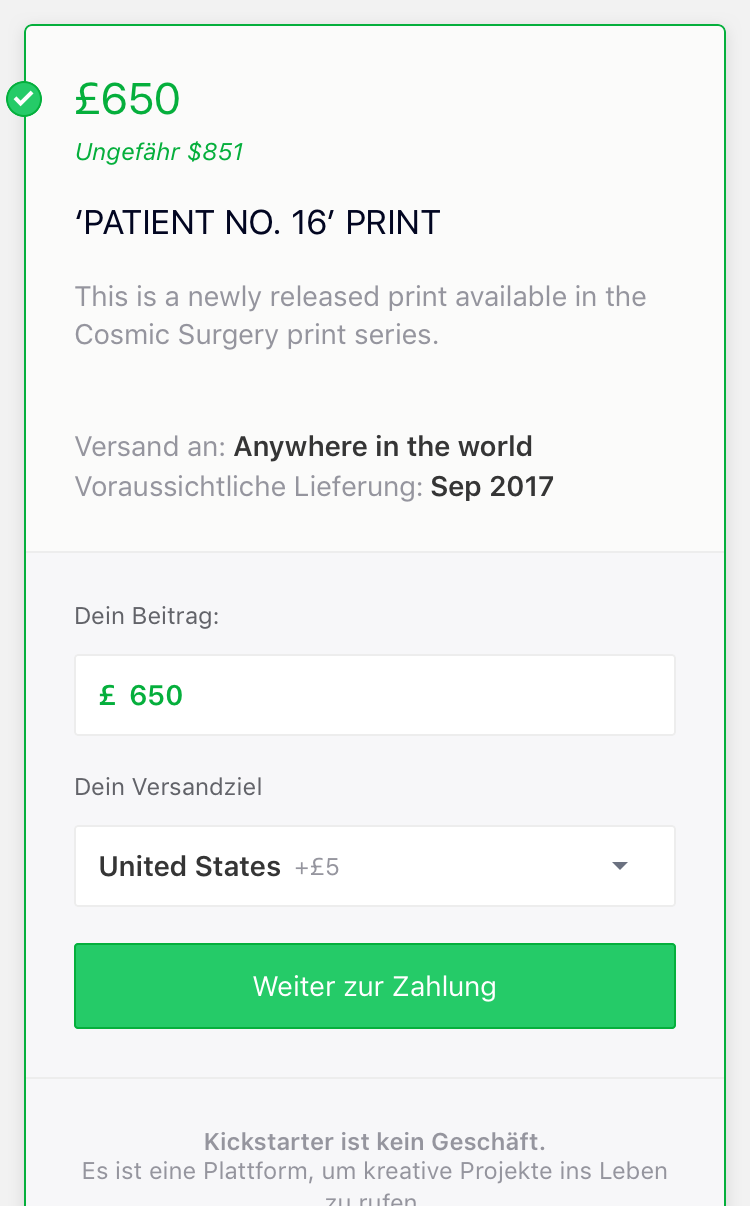 £650
Ungefähr $851
‘PATIENT NO. 16’ PRINT
This is a newly released print available in the
Cosmic Surgery print series.
Versand an: Anywhere in the world
Voraussichtliche Lieferung: Sep 2017
Dein Beitrag:
£ 650
Dein Versandziel
United States +£5
Weiter zur Zahlung
Kickstarter ist kein Geschäft.
Es ist eine Plattform, um kreative Projekte ins Leben
zu rufen